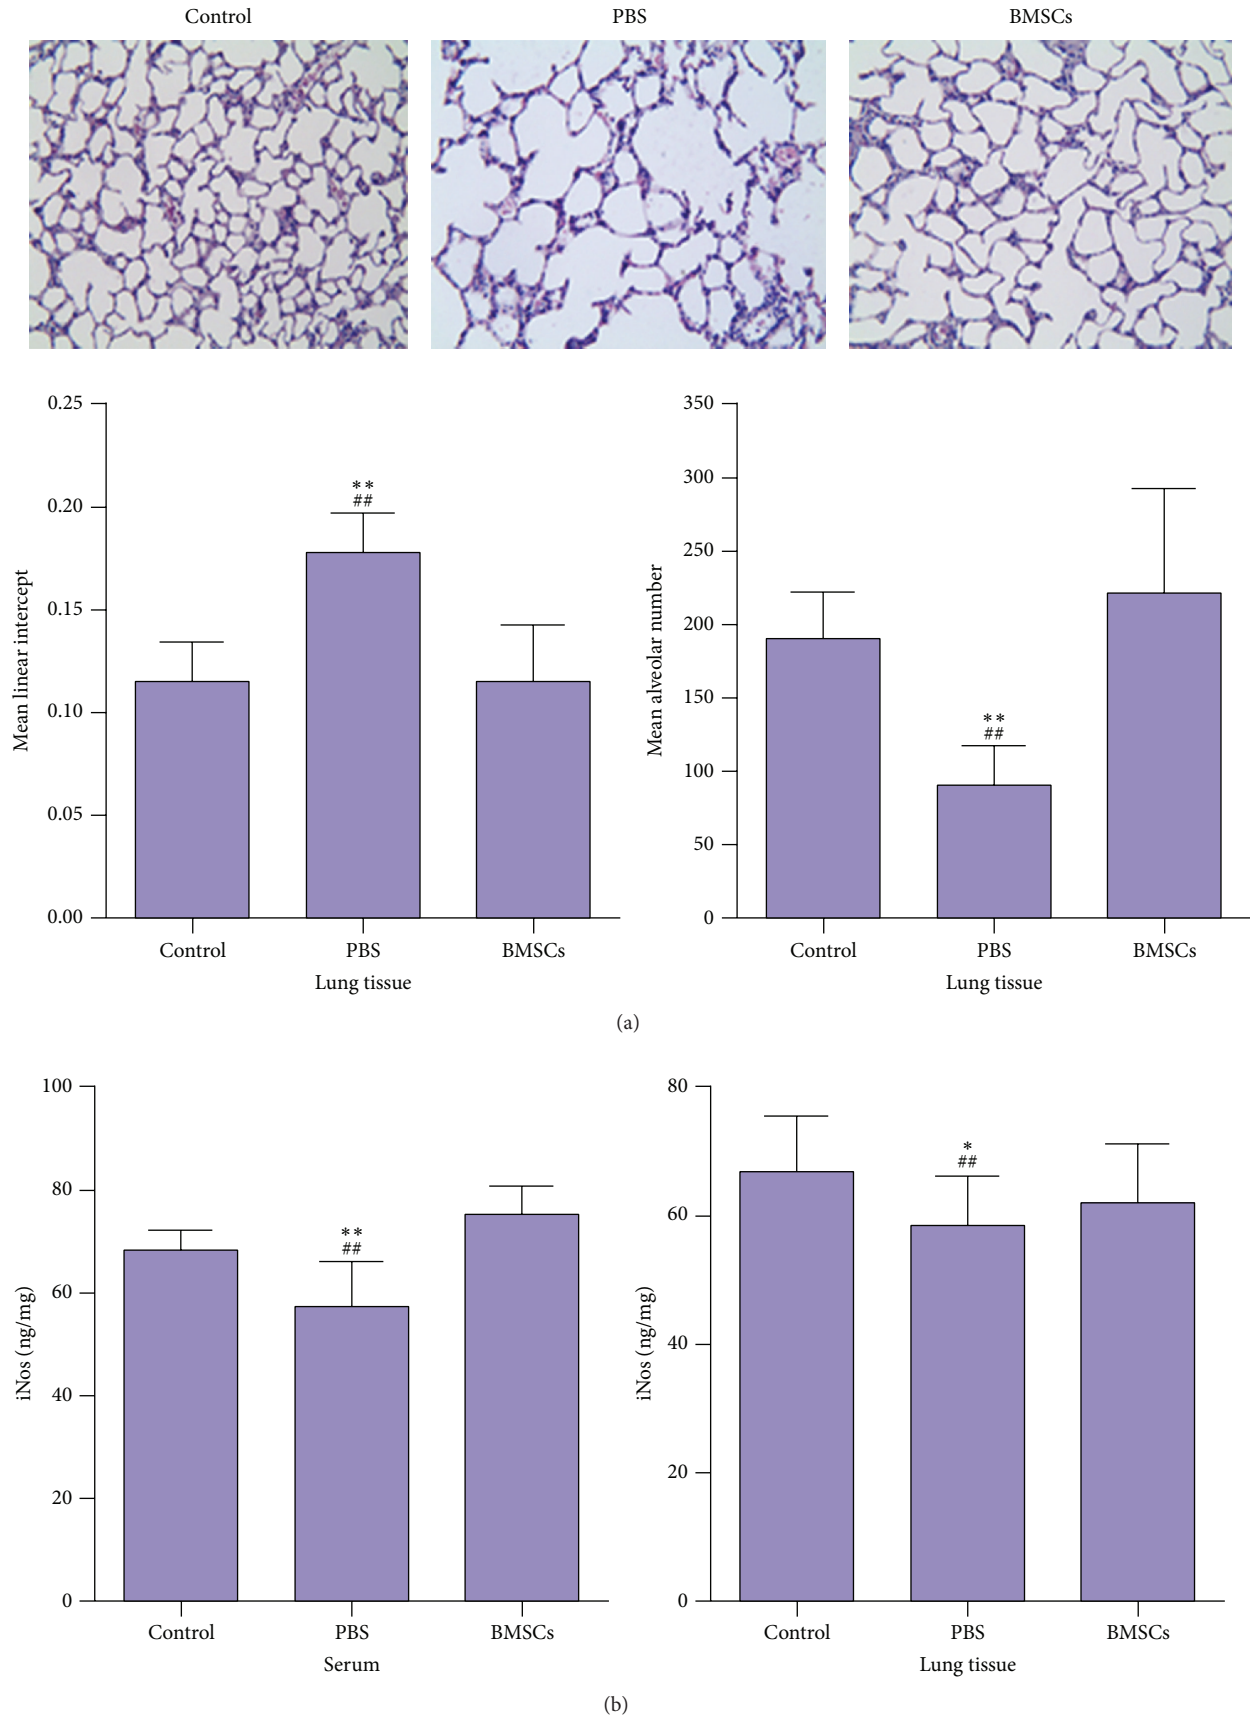 Control PBS BMSCs
Mean linear intercept
0.25
0.20
0.15
0.10
0.05
0.00
**
##
Control PBS BMSCs
Lung tissue
Mean alveolar number
350
300
250
200
150
100
50
0
**
##
Control PBS BMSCs
Lung tissue
(a)
iNos (ng/mg)
100
80
60
40
20
0
**
##
Control PBS BMSCs
Serum
iNos (ng/mg)
80
60
40
20
0
*
##
Control PBS BMSCs
Lung tissue
(b)